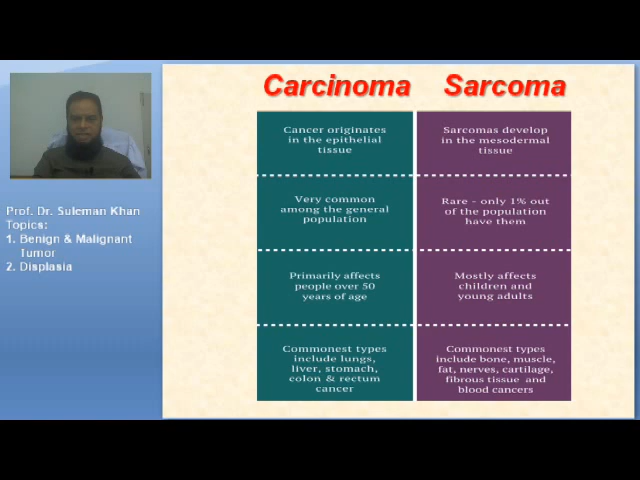 Carcinoma Sarcoma
Prof. Dr. Suleman Khan
Topics:
1. Benign & Malignant
Tumor
2. Displasia
Cancer originates
in the epithelial
tissue
Sarcomas develop
in the mesodermal
tissue
Very common
among the general
population
Rare - only 1% out
of the population
have them
Primarily affects
people over 50
years of age
Mostly affects
children and
young adults
Commonest types
include lungs,
liver, stomach,
colon & rectum
cancer
Commonest types
include bone, muscle,
fat, nerves, cartilage,
fibrous tissue and
blood cancers